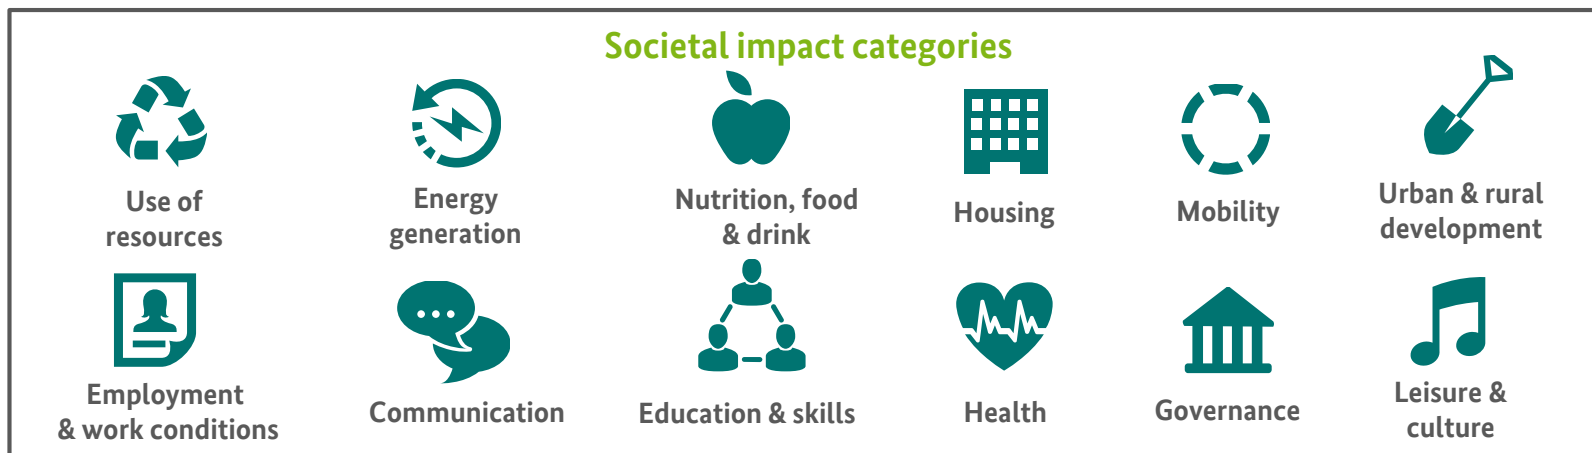 Societal impact categories
Use of
resources
Energy
generation
Nutrition, food
& drink
Housing
Mobility
Urban & rural
development
Employment
& work conditions
Communication
Education & skills
Health
Governance
Leisure &
culture